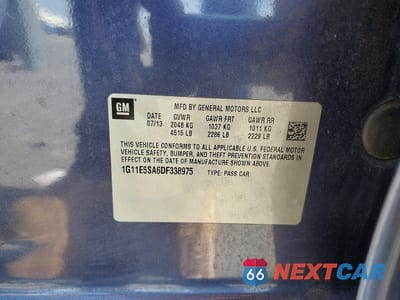 GM
MFD BY GENERAL MOTORS LLC
DATE GVWR GAWR FRT GAWR RR
07/13 2048 KG 1037 KG 1011 KG
4515 LB 2286 LB 2229 LB
THIS VEHICLE CONFORMS TO ALL APPLICABLE U.S. FEDERAL MOTOR
VEHICLE SAFETY, BUMPER, AND THEFT PREVENTION STANDARDS IN
EFFECT ON THE DATE OF MANUFACTURE SHOWN ABOVE.
1G11E5SA6DF338975 TYPE: PASS CAR
66 NEXTCAR